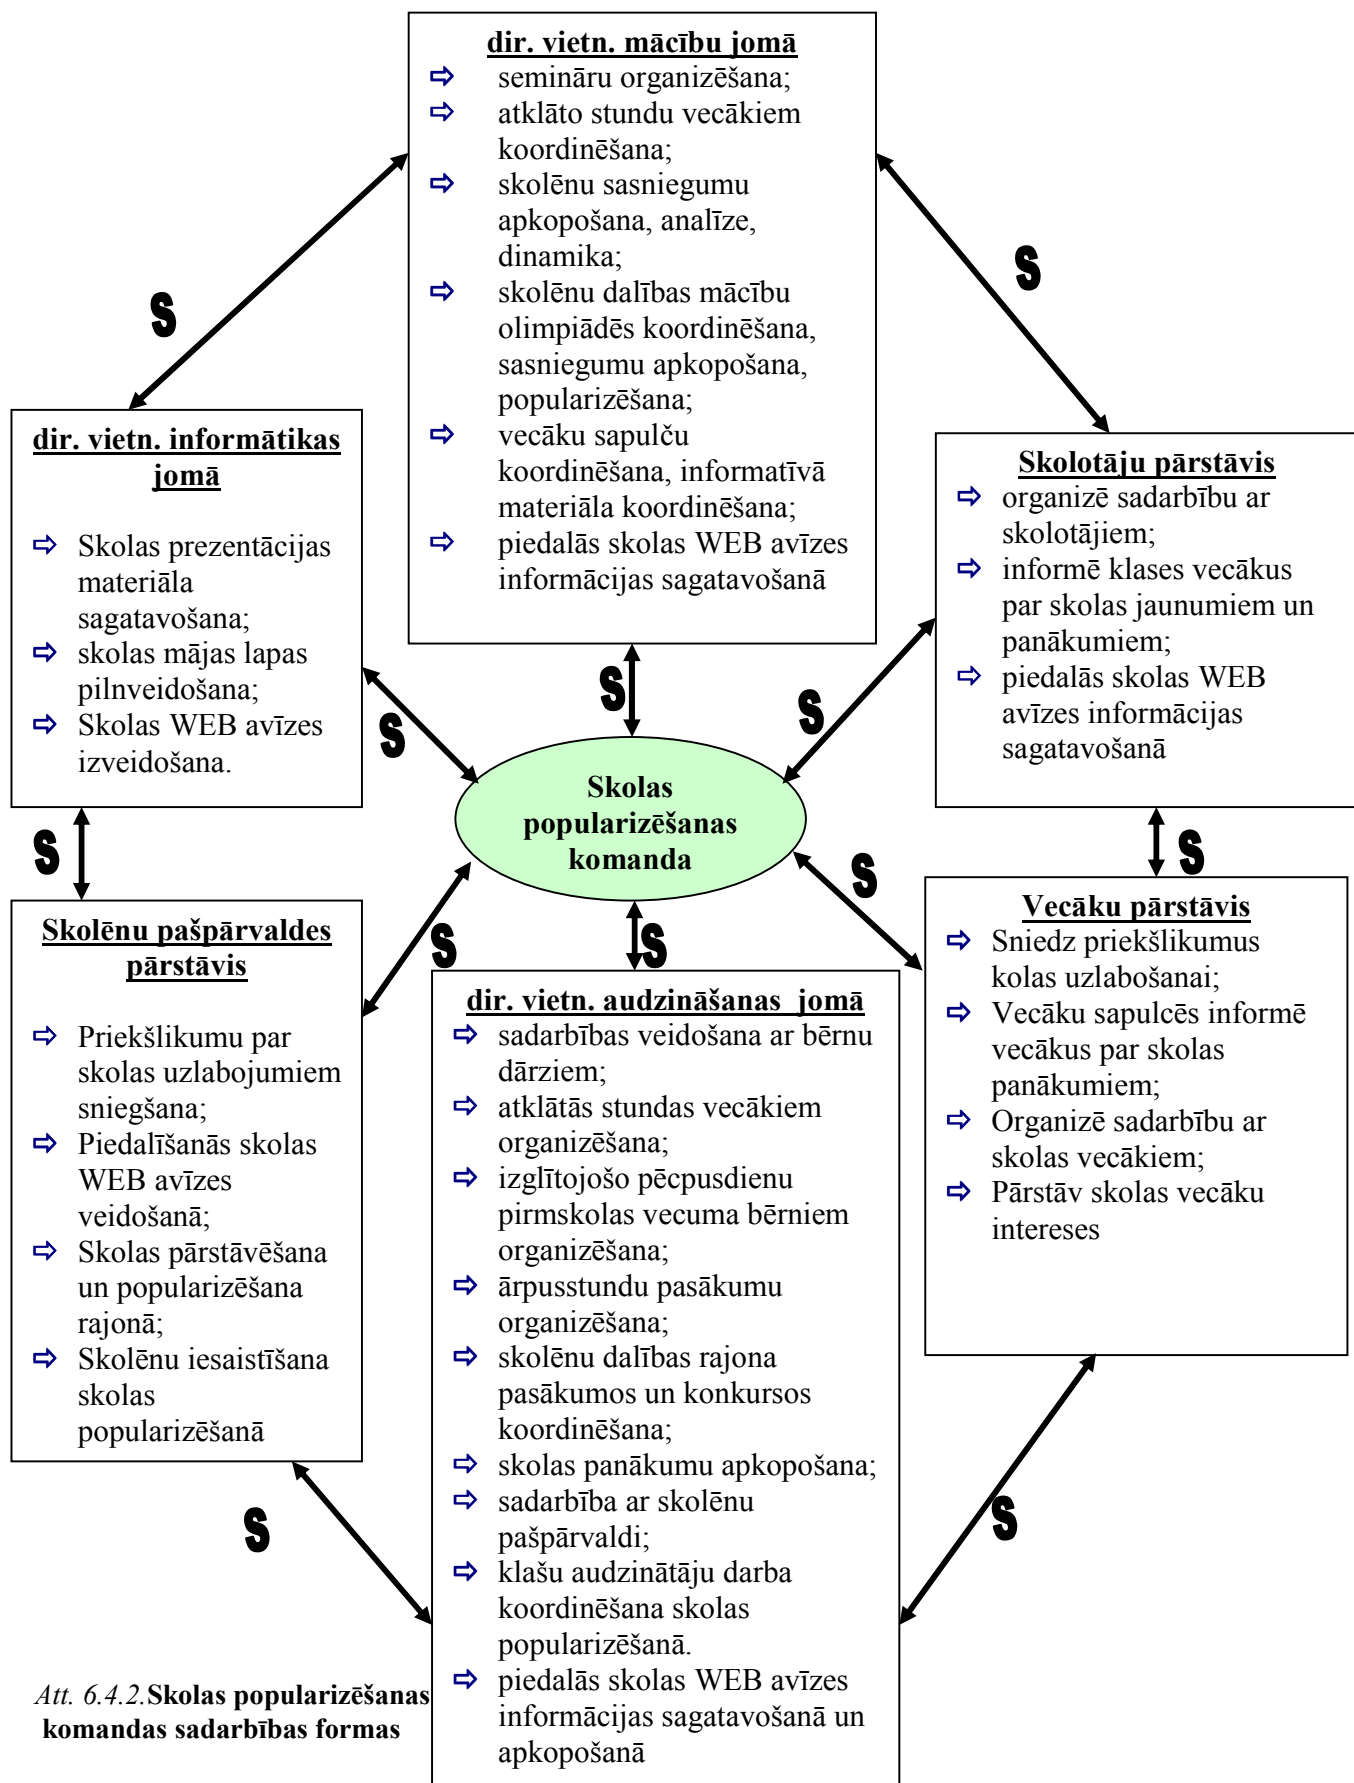 dir. vietn. mācību jomā
⇨ semināru organizēšana;
⇨ atklāto stundu vecākiem
koordinēšana;
⇨ skolēnu sasniegumu
apkopošana, analīze,
dinamika;
⇨ skolēnu dalības mācību
olimpiādēs koordinēšana,
sasniegumu apkopošana,
popularizēšana;
⇨ vecāku sapulču
koordinēšana, informatīvā
materiāla koordinēšana;
⇨ piedalās skolas WEB avīzes
informācijas sagatavošanā
S
S
dir. vietn. informātikas
jomā
⇨ Skolas prezentācijas
materiāla
sagatavošana;
⇨ skolas mājas lapas
pilnveidošana;
⇨ Skolas WEB avīzes
izveidošana.
Skolotāju pārstāvis
⇨ organizē sadarbību ar
skolotājiem;
⇨ informē klases vecākus
par skolas jaunumiem un
panākumiem;
⇨ piedalās skolas WEB
avīzes informācijas
sagatavošanā
S
S
S
Skolas
popularizēšanas
komanda
S
S
S
S
S
Skolēnu pašpārvaldes
pārstāvis
⇨ Priekšlikumu par
skolas uzlabojumiem
sniegšana;
⇨ Piedalīšanās skolas
WEB avīzes
veidošanā;
⇨ Skolas pārstāvēšana
un popularizēšana
rajonā;
⇨ Skolēnu iesaistīšana
skolas
popularizēšanā
dir. vietn. audzināšanas jomā
⇨ sadarbības veidošana ar bērnu
dārziem;
⇨ atklātās stundas vecākiem
organizēšana;
⇨ izglītojošo pēcpusdienu
pirmskolas vecuma bērniem
organizēšana;
⇨ ārpusstundu pasākumu
organizēšana;
⇨ skolēnu dalības rajona
pasākumos un konkursos
koordinēšana;
⇨ skolas panākumu apkopošana;
⇨ sadarbība ar skolēnu
pašpārvaldi;
⇨ klašu audzinātāju darba
koordinēšana skolas
popularizēšanā.
⇨ piedalās skolas WEB avīzes
informācijas sagatavošanā un
apkopošanā
Vecāku pārstāvis
⇨ Sniedz priekšlikumus
kolas uzlabošanai;
⇨ Vecāku sapulcēs informē
vecākus par skolas
panākumiem;
⇨ Organizē sadarbību ar
skolas vecākiem;
⇨ Pārstāv skolas vecāku
intereses
S
S
Att. 6.4.2.Skolas popularizēšanas
komandas sadarbības formas